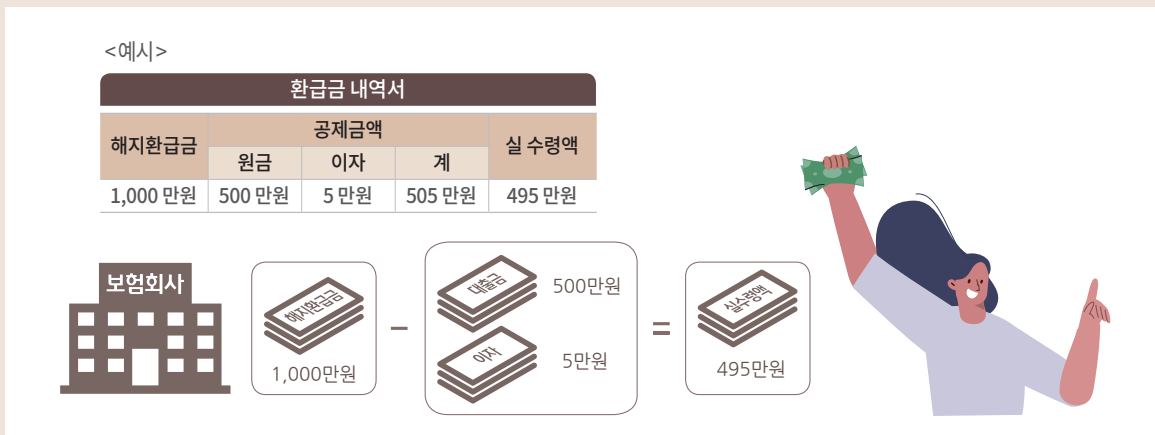 <예시>
환급금 내역서
해지환급금 공제금액 실 수령액
원금 이자 계
1,000 만원 500 만원 5 만원 505 만원 495 만원
보험회사
해지환급금
1,000만원
−
대출금 500만원
이자 5만원
=
실수령액
495만원